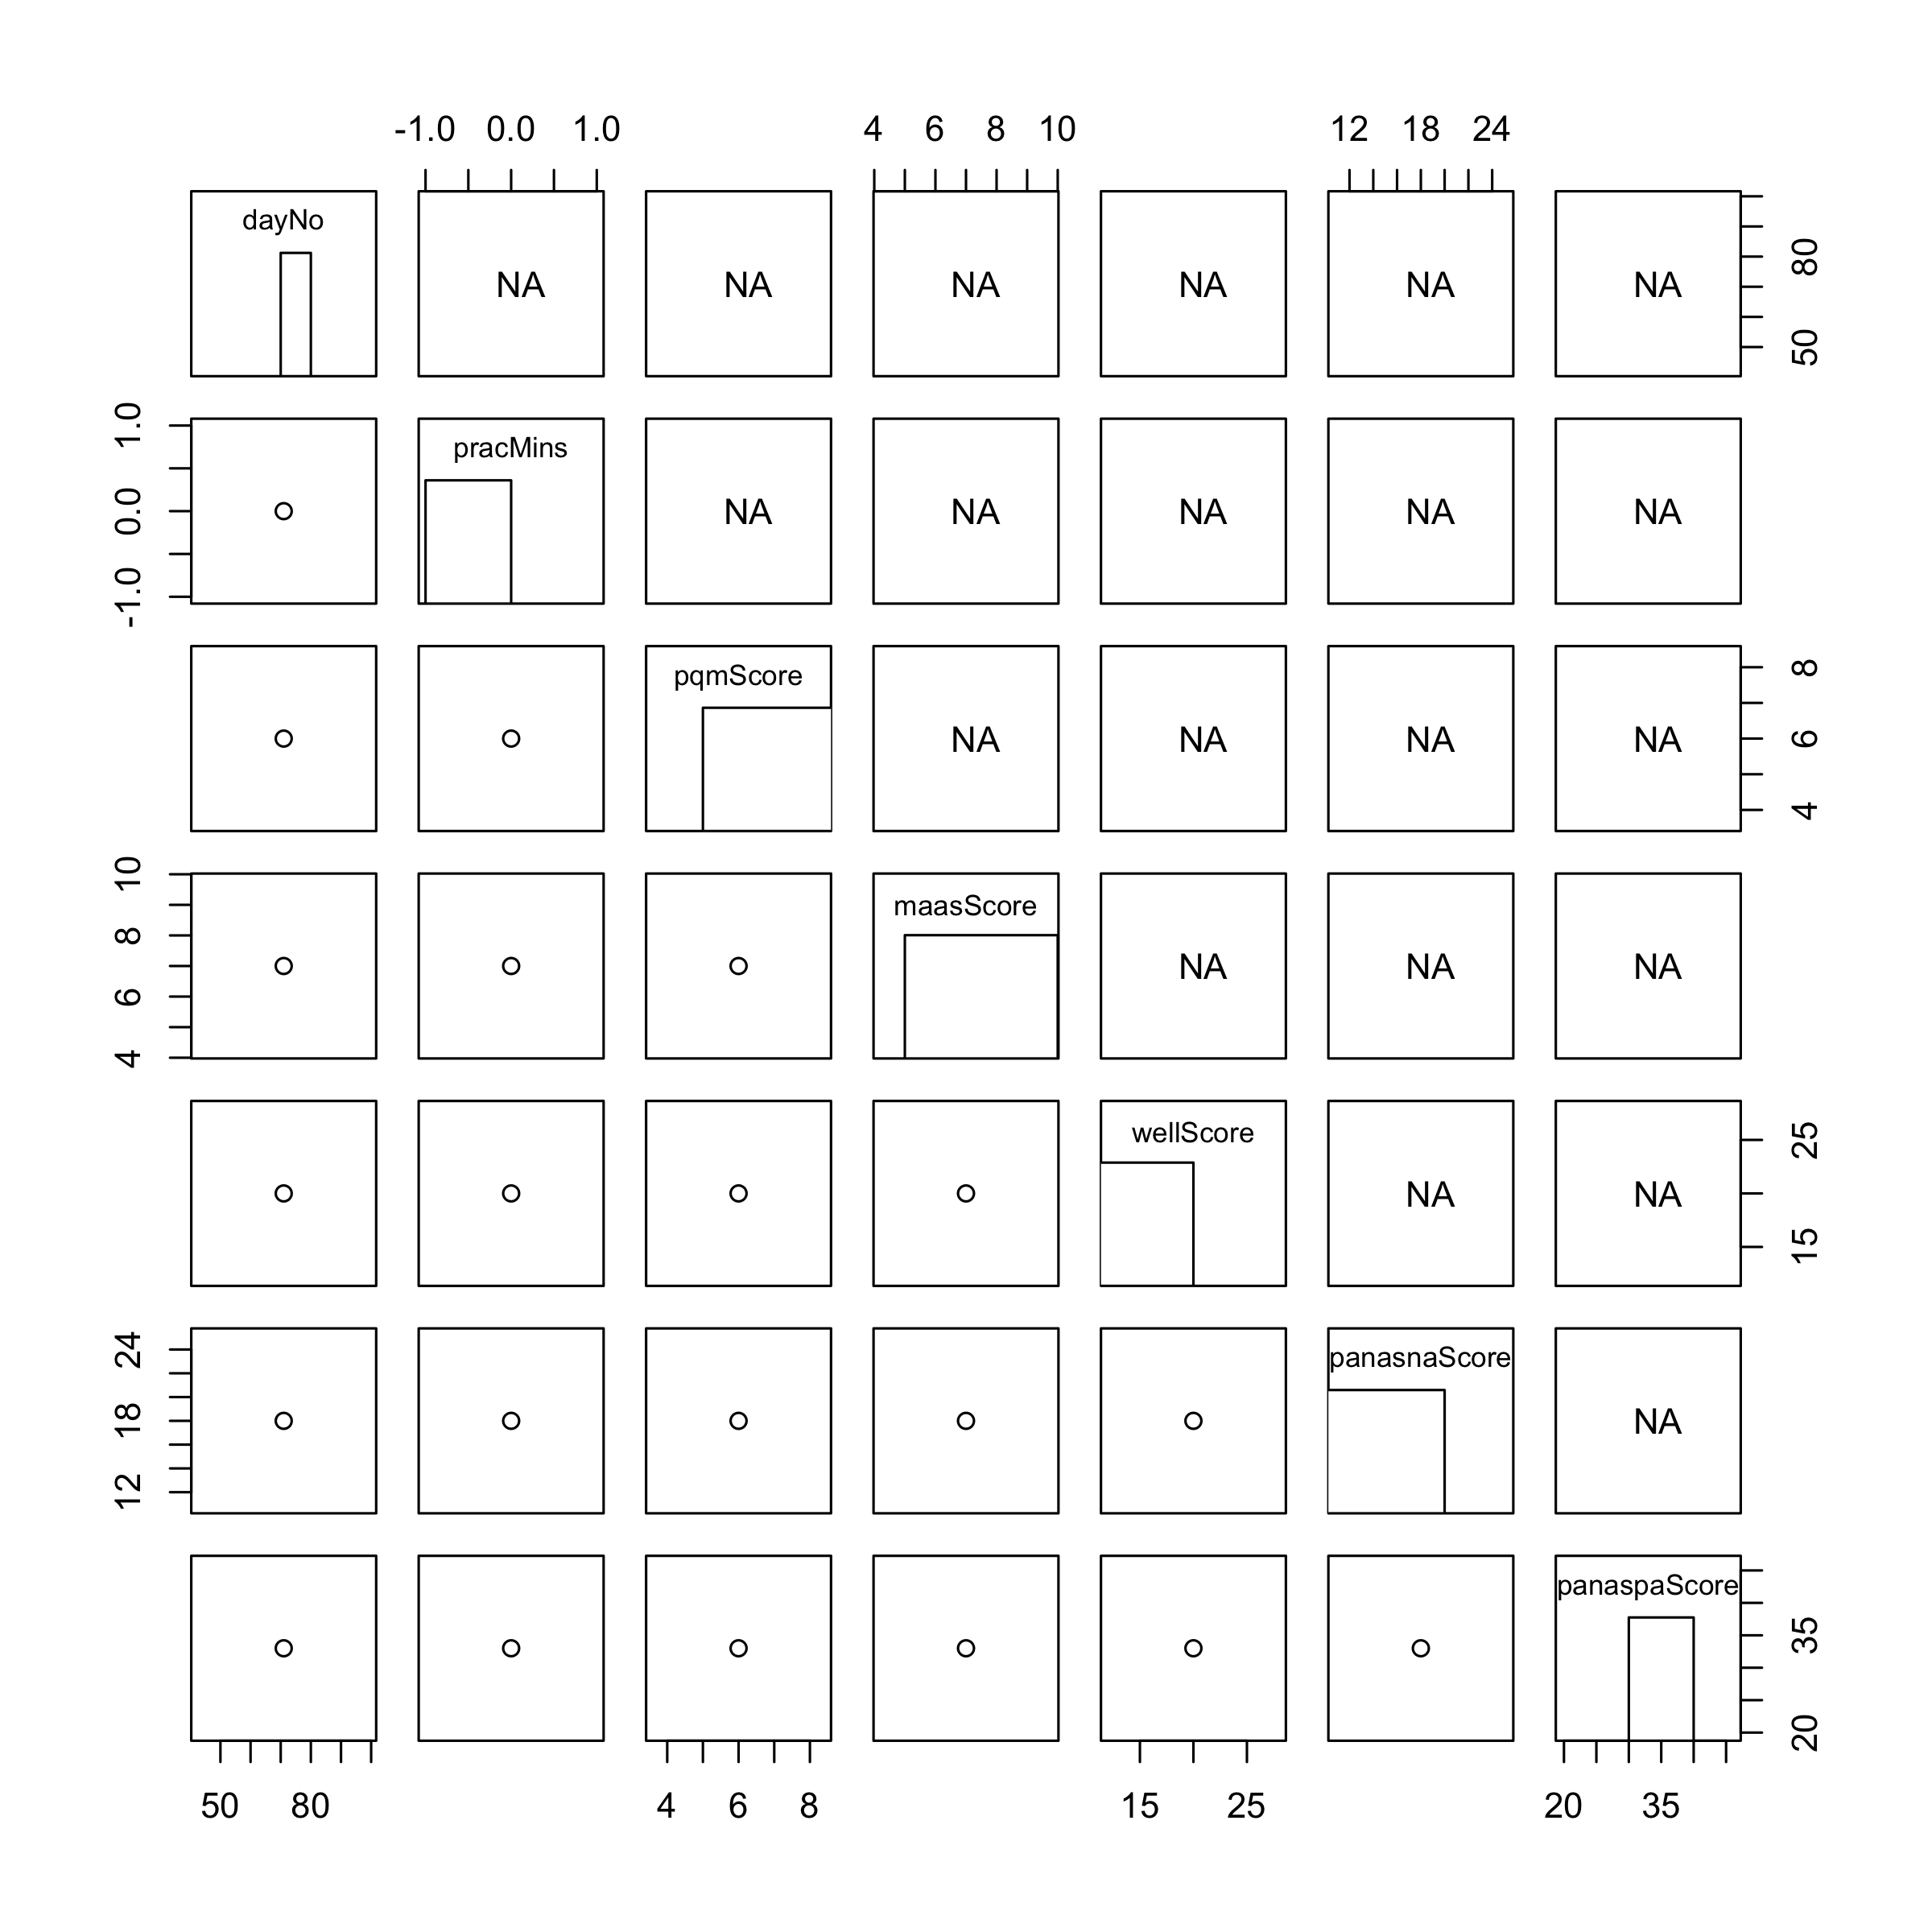 -1.0 0.0 1.0 4 6 8 10 12 18 24
dayNo NA NA NA NA NA NA 50 80
-1.0 0.0 1.0 pracMins NA NA NA NA NA
pqmScore NA NA NA NA 4 6 8
4 6 8 10 maasScore NA NA NA
wellScore NA NA 15 25
12 18 24 panasnaScore NA
panaspaScore 20 35
50 80 4 6 8 15 25 20 35